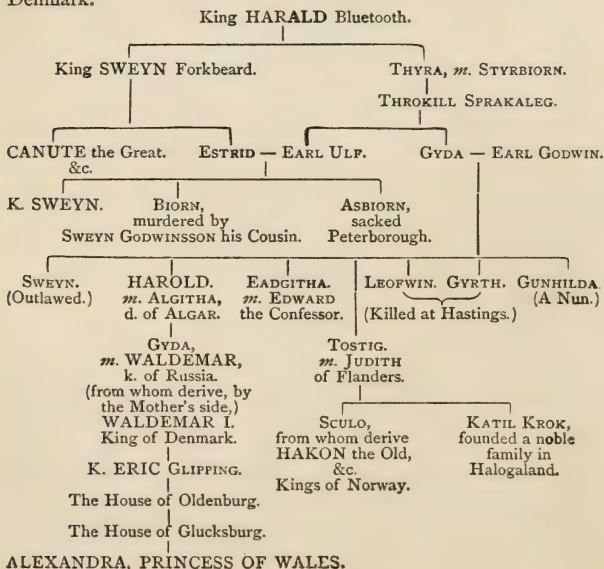 Denmark.
King HARALD Bluetooth.
King SWEYN Forkbeard. THYRA, m. STYRBIORN.
THROKILL SPRAKALEG.
CANUTE the Great. ESTRID — EARL ULF. GYDA — EARL GODWIN.
&c.
K. SWEYN. BIORN, ASBIORN,
murdered by sacked
SWEYN GODWINSSON his Cousin. Peterborough.
SWEYN. HAROLD. EADGITHA. LEOFWIN. GYRTH. GUNHILDA
(Outlawed.) m. ALGITHA, m. EDWARD (A Nun.)
d. of ALGAR. the Confessor. (Killed at Hastings.)
GYDA, TOSTIG.
m. WALDEMAR, m. JUDITH
k. of Russia. of Flanders.
(from whom derive, by
the Mother's side,)
WALDEMAR I. SCULO, KATIL KROK,
King of Denmark. from whom derive founded a noble
HAKON the Old, family in
K. ERIC GLIPPING. &c. Halogaland.
Kings of Norway.
The House of Oldenburg.
The House of Glucksburg.
ALEXANDRA, PRINCESS OF WALES.